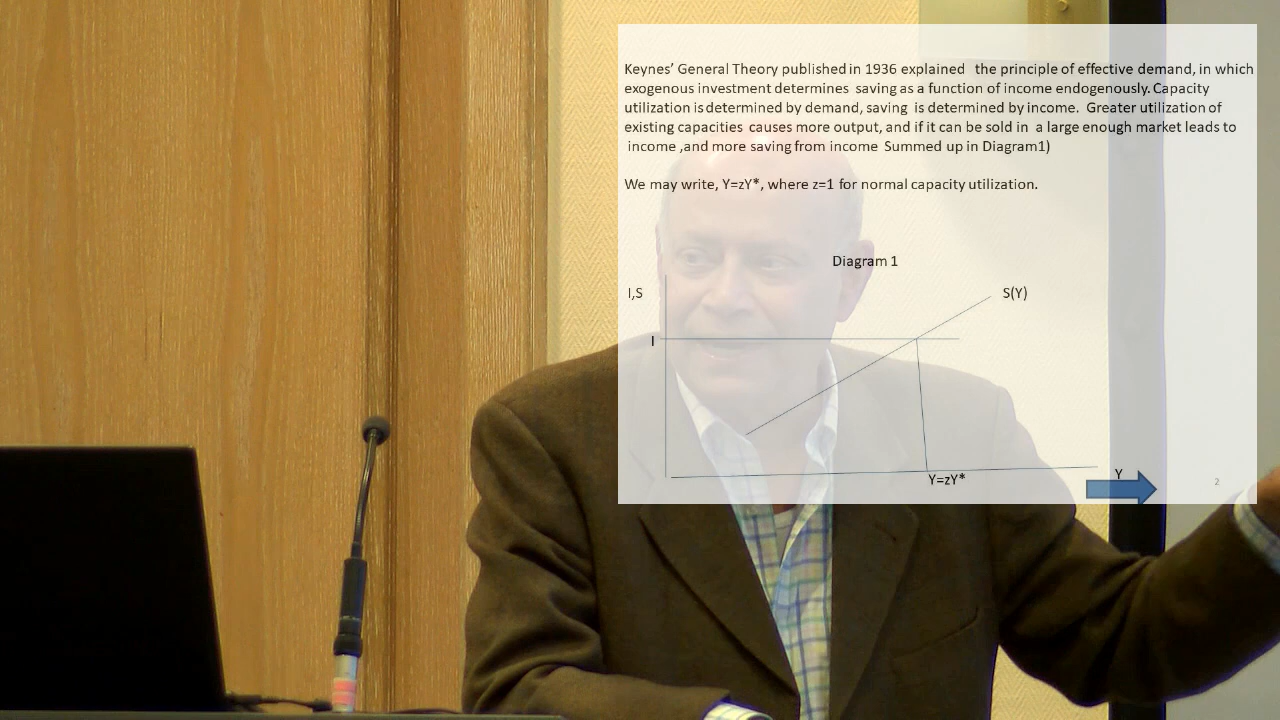 Keynes’ General Theory published in 1936 explained the principle of effective demand, in which
exogenous investment determines saving as a function of income endogenously. Capacity
utilization is determined by demand, saving is determined by income. Greater utilization of
existing capacities causes more output, and if it can be sold in a large enough market leads to
income ,and more saving from income Summed up in Diagram1)
We may write, Y=zY*, where z=1 for normal capacity utilization.
Diagram 1
I,S
S(Y)
I
Y
Y=zY*
2